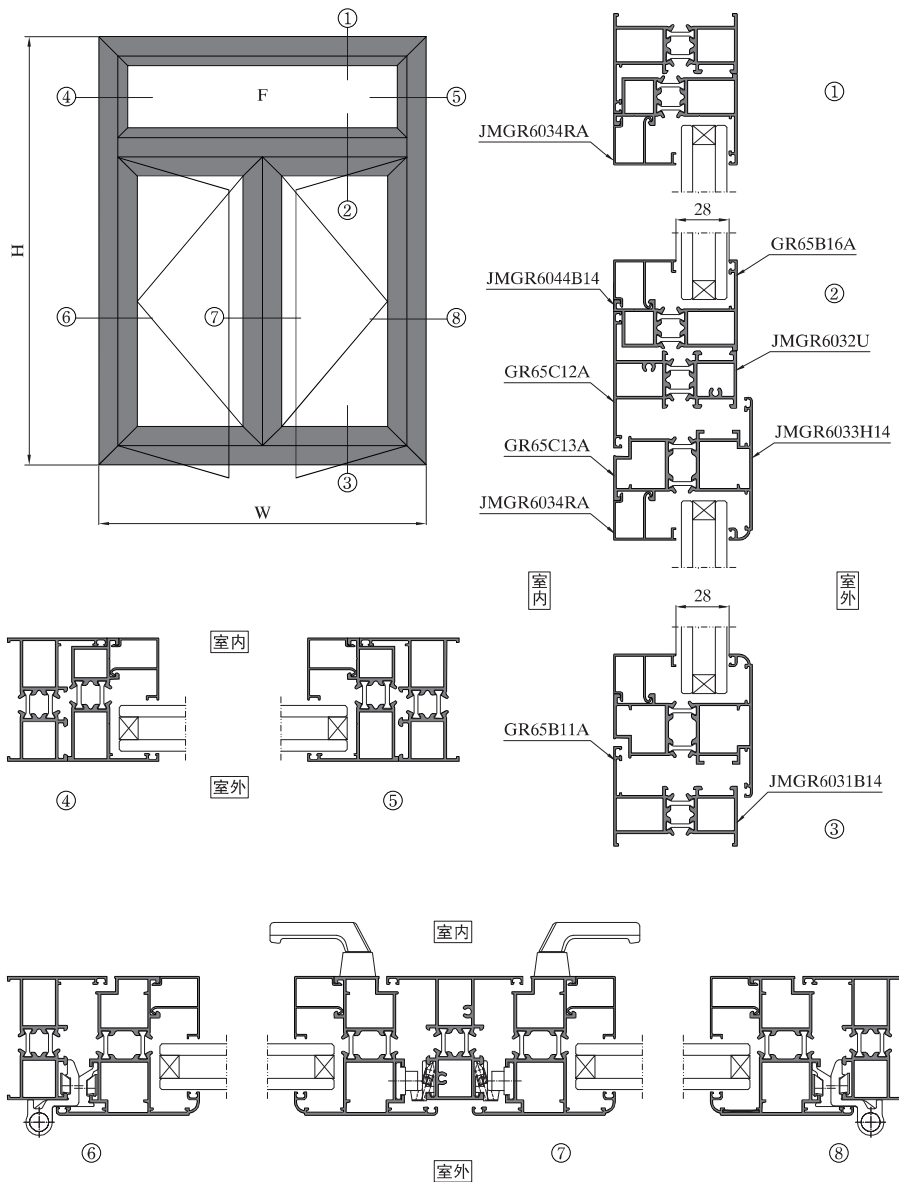 ①
④ F ⑤
②
H
⑥ ⑦ ⑧
③
W
①
JMGR6034RA
28
GR65B16A
JMGR6044B14
②
JMGR6032U
GR65C12A
JMGR6033H14
GR65C13A
JMGR6034RA
室内
室外
28
GR65B11A
JMGR6031B14
③
室内
室外
④ ⑤
室内
⑥ ⑦ ⑧
室外